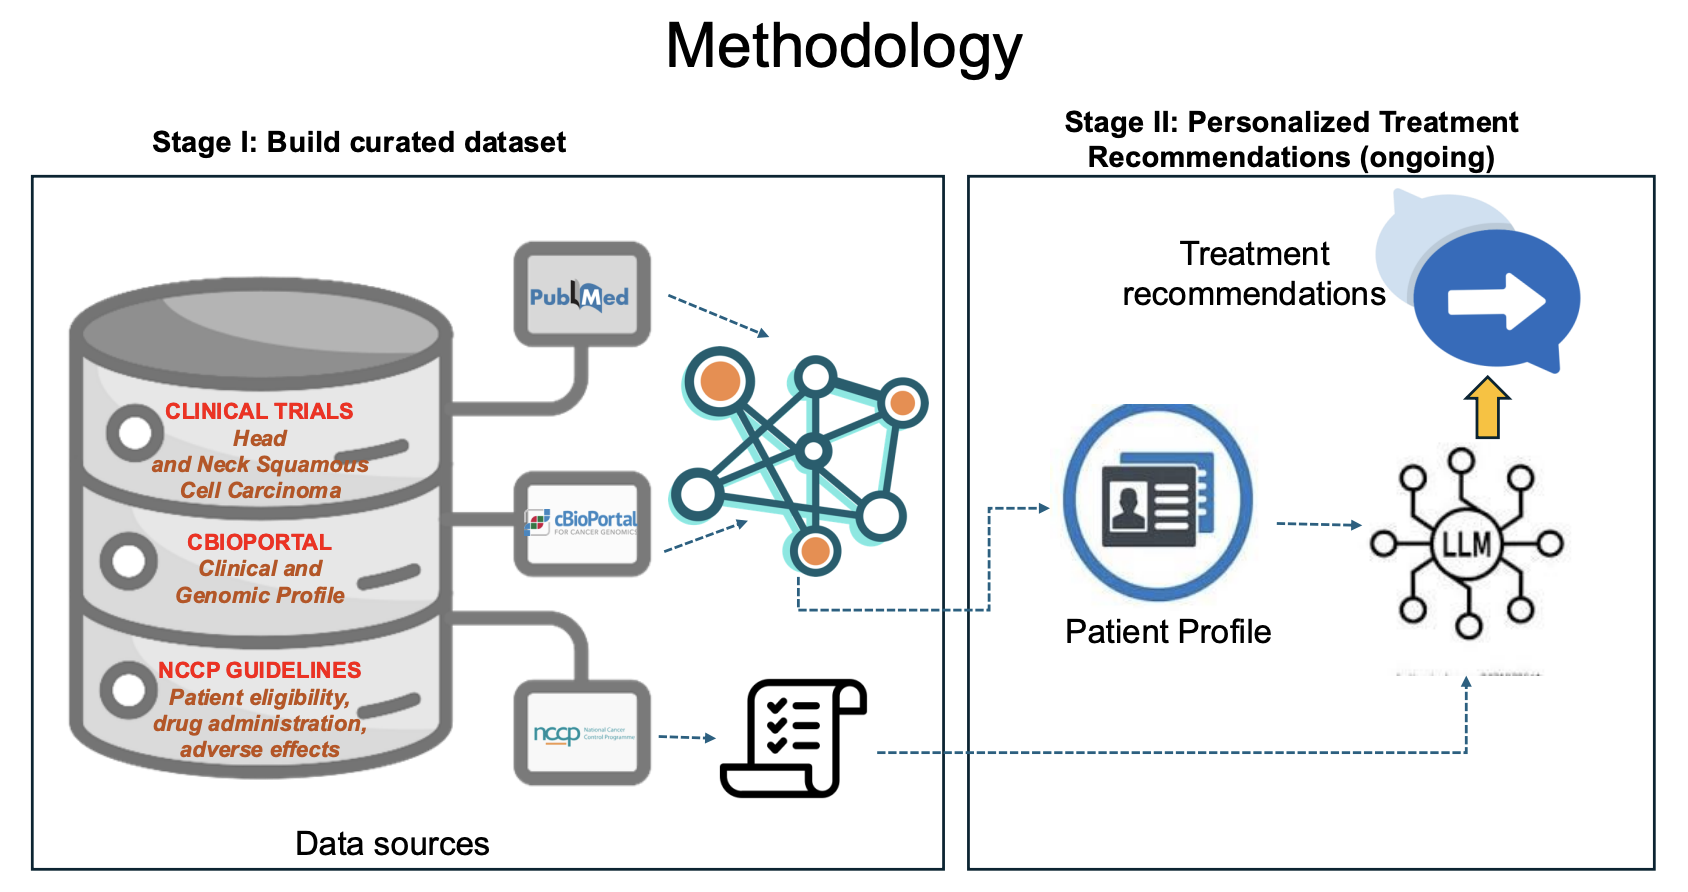 Methodology
Stage I: Build curated dataset
CLINICAL TRIALS
Head
and Neck Squamous
Cell Carcinoma
CBIOPORTAL
Clinical and
Genomic Profile
NCCP GUIDELINES
Patient eligibility,
drug administration,
adverse effects
PubMed
cBioPortal
FOR CANCER GENOMICS
nccp
National Cancer
Control Programme
Data sources
Stage II: Personalized Treatment
Recommendations (ongoing)
Treatment
recommendations
Patient Profile
LLM